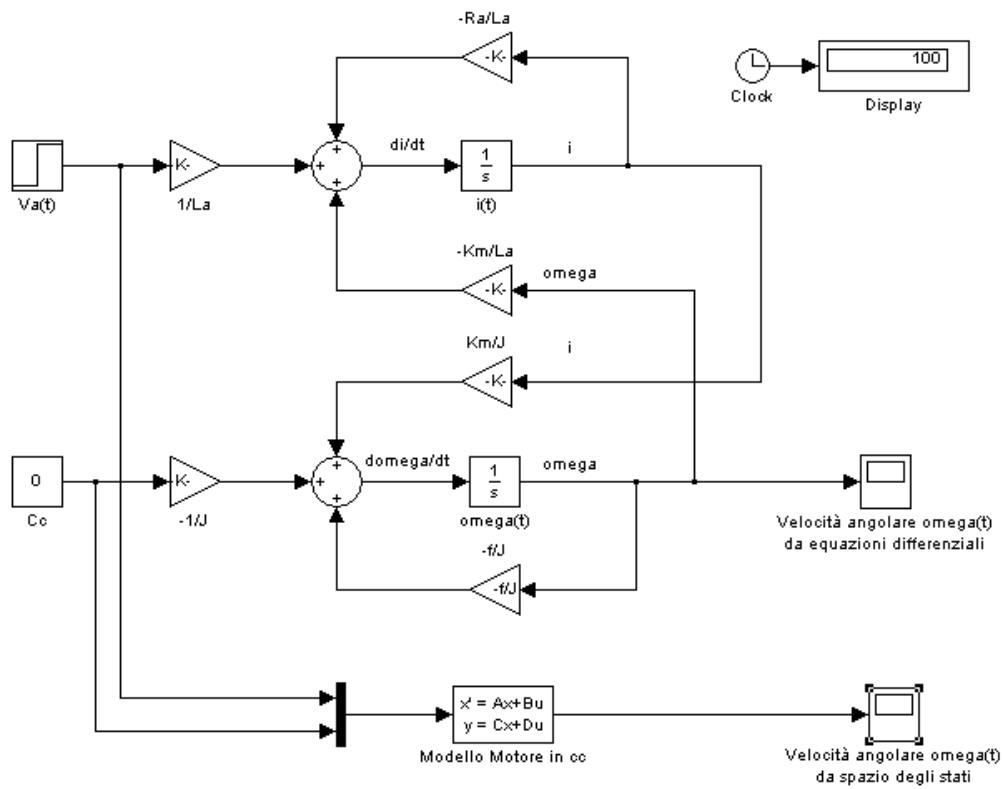 -Ra/La
-K-
100
Clock
Display
di/dt
i
K-
+
+
+
1
s
Va(t)
1/La
i(t)
-Km/La
omega
-K-
Km/J
i
-K-
domega/dt
omega
0
K-
+
+
+
1
s
Cc
-1/J
omega(t)
Velocità angolare omega(t)
da equazioni differenziali
-f/J
-f/J
x' = Ax+Bu
y = Cx+Du
Modello Motore in cc
Velocità angolare omega(t)
da spazio degli stati